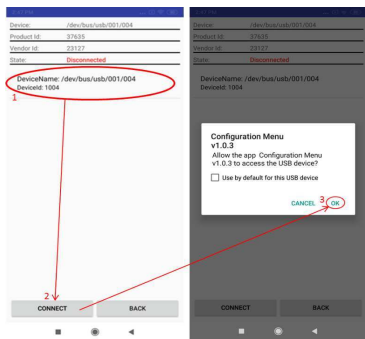 Device: /dev/bus/usb/001/004
Product Id: 37635
Vendor Id: 23127
State: Disconnected
DeviceName: /dev/bus/usb/001/004
DeviceId: 1004
1
2
CONNECT BACK
Device: /dev/bus/usb/001/004
Product Id: 37635
Vendor Id: 23127
State: Disconnected
DeviceName: /dev/bus/usb/001/004
Configuration Menu
v1.0.3
Allow the app Configuration Menu
v1.0.3 to access the USB device?
Use by default for this USB device
CANCEL 3 OK
CONNECT BACK